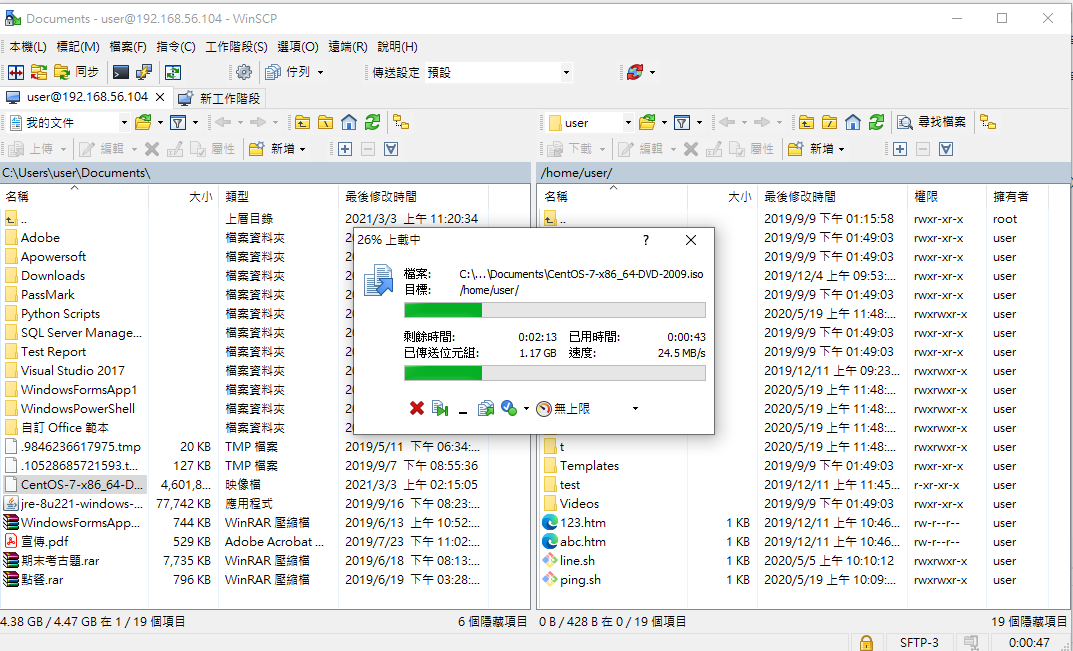 Documents - user@192.168.56.104 - WinSCP
本機(L) 標記(M) 檔案(F) 指令(C) 工作階段(S) 選項(O) 遠端(R) 說明(H)
同步 佇列 傳送設定 預設
user@192.168.56.104 新工作階段
我的文件 user 尋找檔案
上傳 編輯 屬性 新增 下載 編輯 屬性 新增
C:\Users\user\Documents\ /home/user/
名稱 大小 類型 最後修改時間 名稱 大小 最後修改時間 權限 擁有者
.. 上層目錄 2021/3/3 上午 11:20:34 .. 2019/9/9 下午 01:15:58 rwxr-xr-x root
Adobe 檔案資料夾 2019/9/9 下午 01:49:03 rwxr-xr-x user
Apowersoft 檔案資料夾 2019/9/9 下午 01:49:03 rwxr-xr-x user
Downloads 檔案資料夾 2019/12/4 上午 09:53:... rwxr-xr-x user
PassMark 檔案資料夾 2019/9/9 下午 01:49:03 rwxr-xr-x user
Python Scripts 檔案資料夾 2020/5/19 上午 11:48:... rwxrwxr-x user
SQL Server Manage... 檔案資料夾 2019/9/9 下午 01:49:03 rwxr-xr-x user
Test Report 檔案資料夾 2019/9/9 下午 01:49:03 rwxr-xr-x user
Visual Studio 2017 檔案資料夾 2019/12/11 上午 09:23:... rwxr-xr-x user
WindowsFormsApp1 檔案資料夾 2020/5/19 上午 11:48:... rwxrwxr-x user
WindowsPowerShell 檔案資料夾 2020/5/19 上午 11:48:... rwxrwxr-x user
自訂 Office 範本 檔案資料夾 2020/5/19 上午 11:48:... rwxrwxr-x user
.9846236617975.tmp 20 KB TMP 檔案 2019/5/11 下午 06:34:... t 2020/5/19 上午 11:48:... rwxrwxr-x user
.10528685721593.t... 127 KB TMP 檔案 2019/9/7 下午 08:55:36 Templates 2019/9/9 下午 01:49:03 rwxr-xr-x user
CentOS-7-x86_64-D... 4,601,8... 映像檔 2021/3/3 上午 02:15:05 test 2019/12/11 上午 11:46:... r-xr-xr-x user
jre-8u221-windows-... 77,742 KB 應用程式 2019/9/16 下午 08:23:... Videos 2019/9/9 下午 01:49:03 rwxr-xr-x user
WindowsFormsApp... 744 KB WinRAR 壓縮檔 2019/6/13 上午 10:52:... 123.htm 1 KB 2019/12/11 上午 10:46... rw-r--r-- user
宣傳.pdf 529 KB Adobe Acrobat ... 2019/7/23 下午 11:02:... abc.htm 1 KB 2019/12/11 上午 10:46... rw-r--r-- user
期末考古題.rar 7,735 KB WinRAR 壓縮檔 2019/6/18 下午 08:13:... line.sh 1 KB 2020/5/5 上午 10:10:12 rwxrwxr-x user
點餐.rar 796 KB WinRAR 壓縮檔 2019/6/19 下午 03:28:... ping.sh 1 KB 2020/5/19 上午 10:09:... rwxrwxr-x user
26% 上載中 ?
檔案: C:\...\Documents\CentOS-7-x86_64-DVD-2009.iso
目標: /home/user/
剩餘時間: 0:02:13 已用時間: 0:00:43
已傳送位元組: 1.17 GB 速度: 24.5 MB/s
無上限
4.38 GB / 4.47 GB 在 1 / 19 個項目 6 個隱藏項目 0 B / 428 B 在 0 / 19 個項目 19 個隱藏項目
SFTP-3 0:00:47